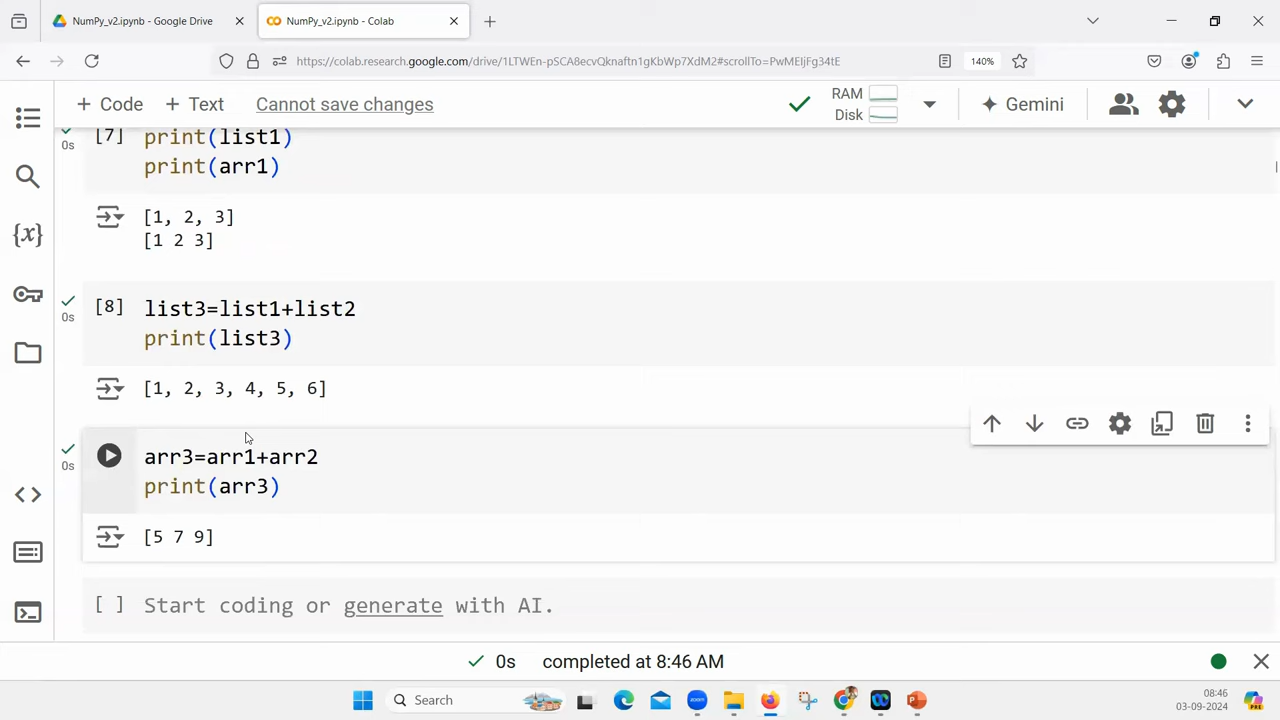 NumPy_v2.ipynb - Google Drive
NumPy_v2.ipynb - Colab
https://colab.research.google.com/drive/1LTWEn-pSCA8ecvQknaftn1gKbWp7XdM2#scrollTo=PwMEIjFg34tE
140%
+ Code + Text Cannot save changes
RAM
Disk
Gemini
[7] print(list1)
0s
print(arr1)
[1, 2, 3]
[1 2 3]
[8] list3=list1+list2
0s
print(list3)
[1, 2, 3, 4, 5, 6]
arr3=arr1+arr2
0s
print(arr3)
[5 7 9]
[ ] Start coding or generate with AI.
0s completed at 8:46 AM
Search
08:46
03-09-2024